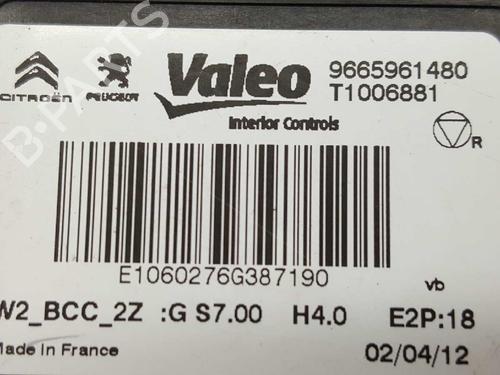 Valeo 9665961480
CITROËN PEUGEOT T1006881
Interior Controls
R
E1060276G387190
vb
W2_BCC_2Z :G S7.00 H4.0 E2P:18
Made in France 02/04/12
B-PARTS